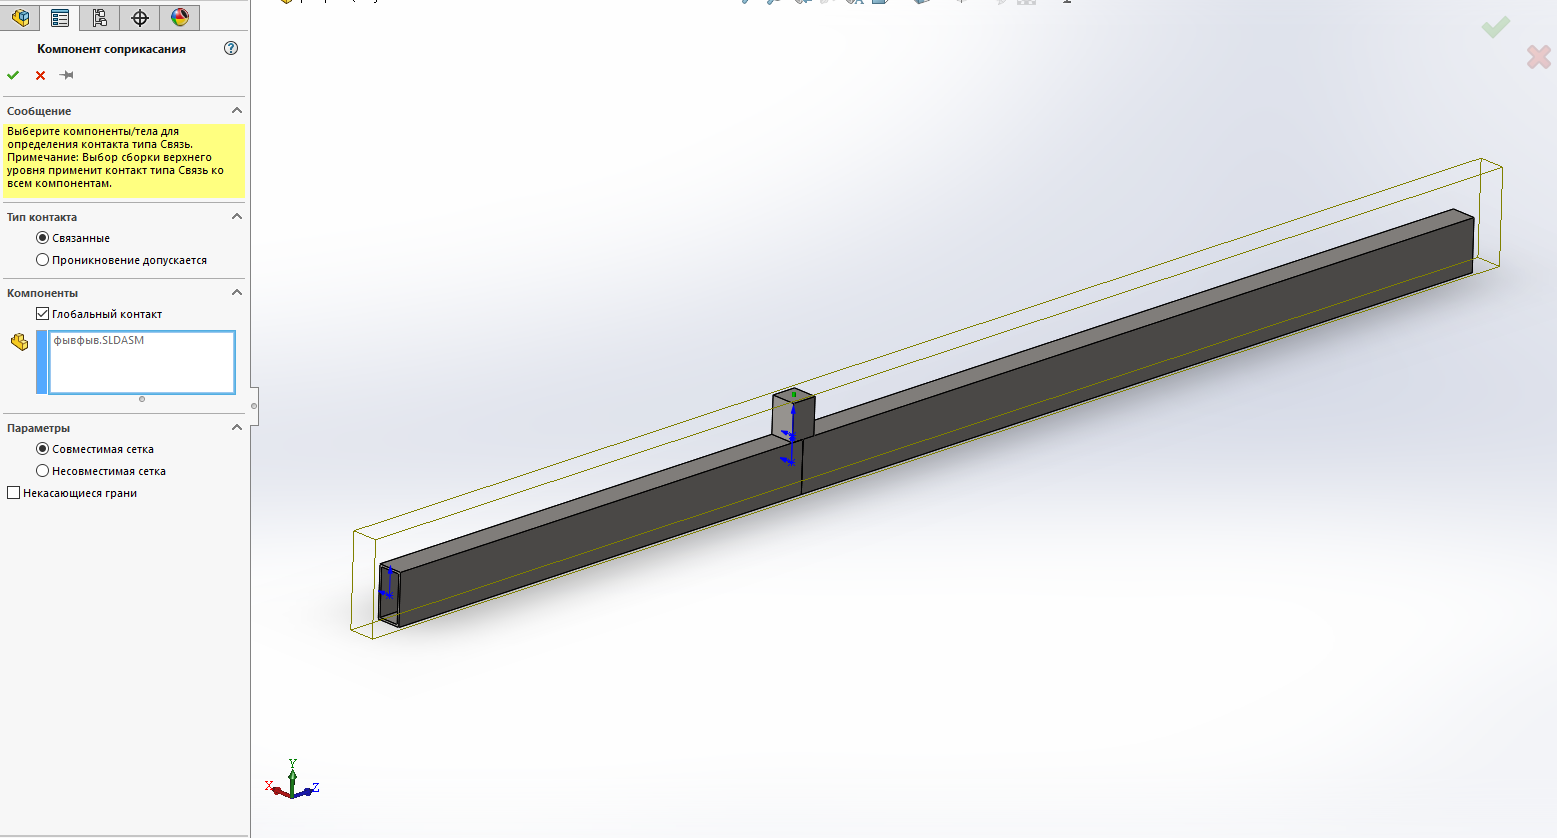 Компонент соприкасания
Сообщение
Выберите компоненты/тела для
определения контакта типа Связь.
Примечание: Выбор сборки верхнего
уровня применит контакт типа Связь ко
всем компонентам.
Тип контакта
Связанные
Проникновение допускается
Компоненты
Глобальный контакт
фывфыв.SLDASM
Параметры
Совместимая сетка
Несовместимая сетка
Некасающиеся грани
Y
X
Z